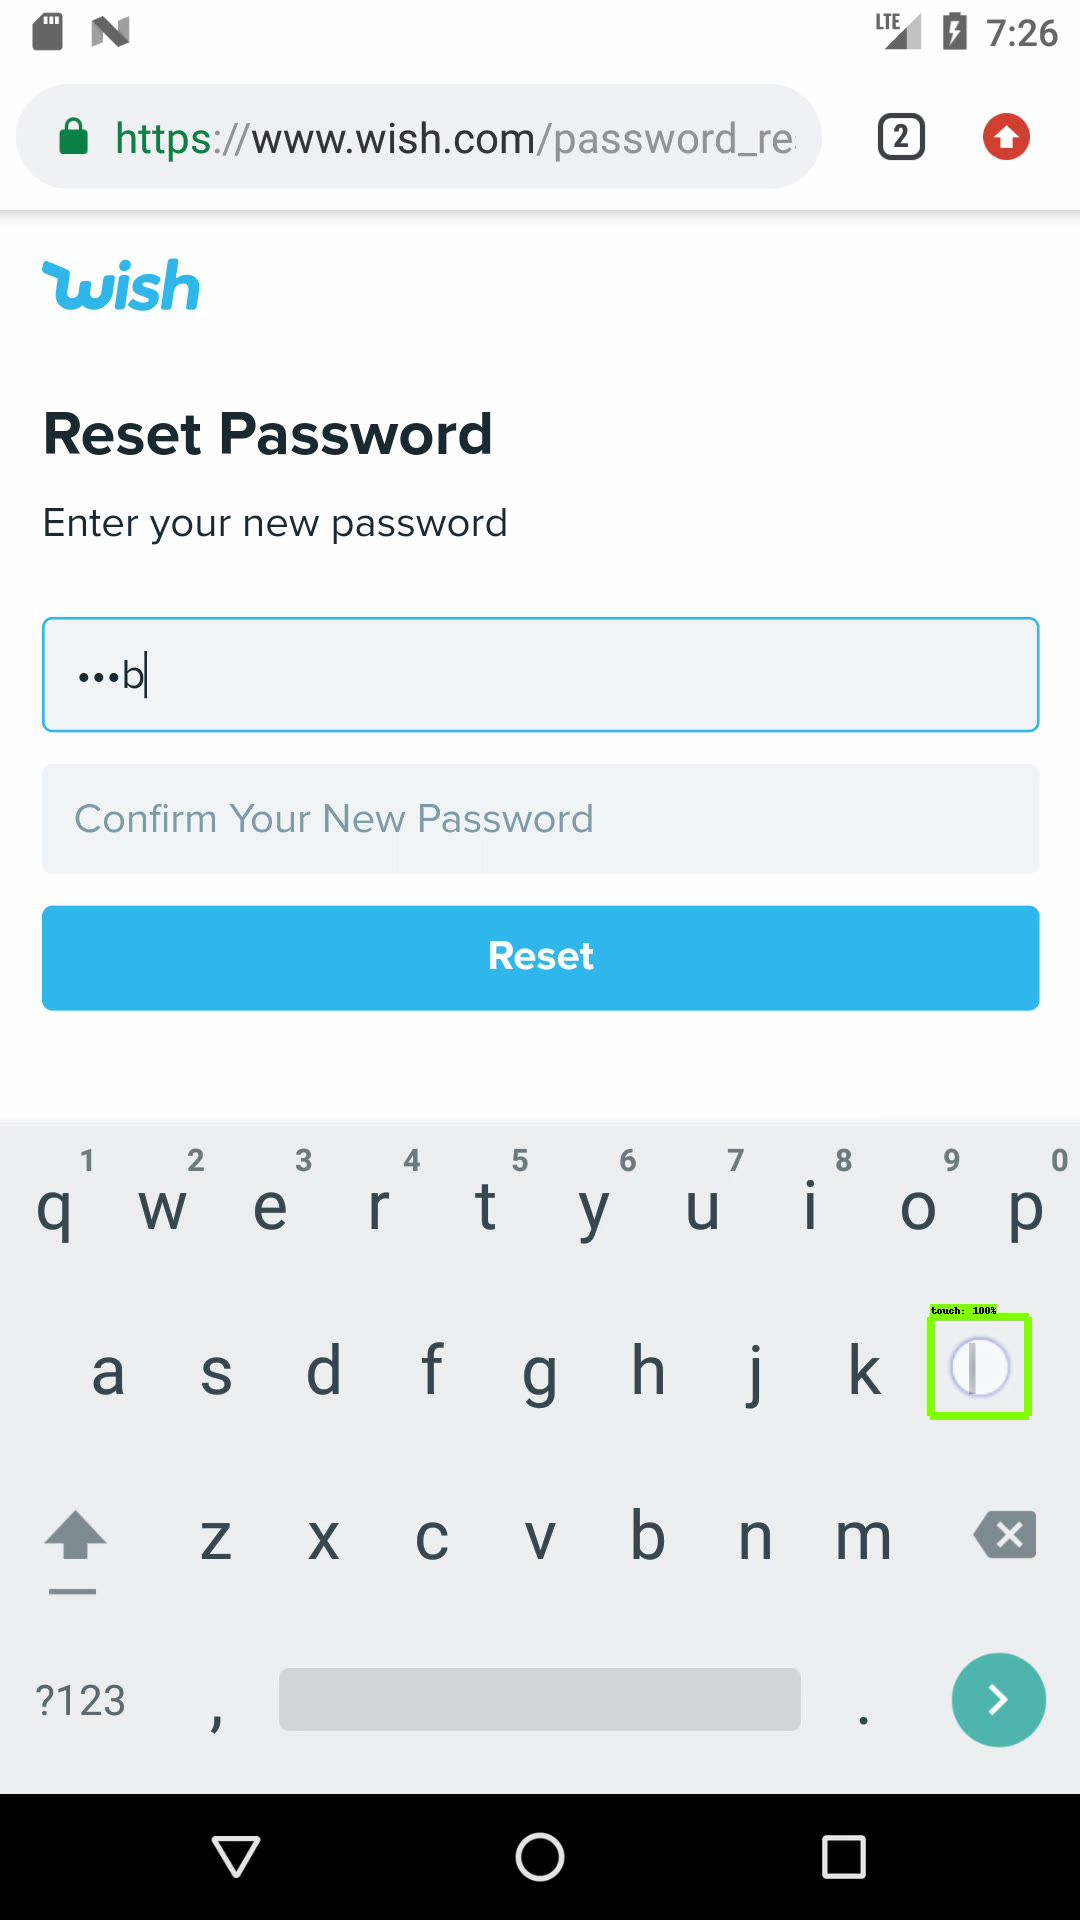 LTE 7:26
https://www.wish.com/password_re
2
wish
Reset Password
Enter your new password
•••b
Confirm Your New Password
Reset
1 2 3 4 5 6 7 8 9 0
q w e r t y u i o p
touch: 100%
a s d f g h j k l
z x c v b n m
?123 , .